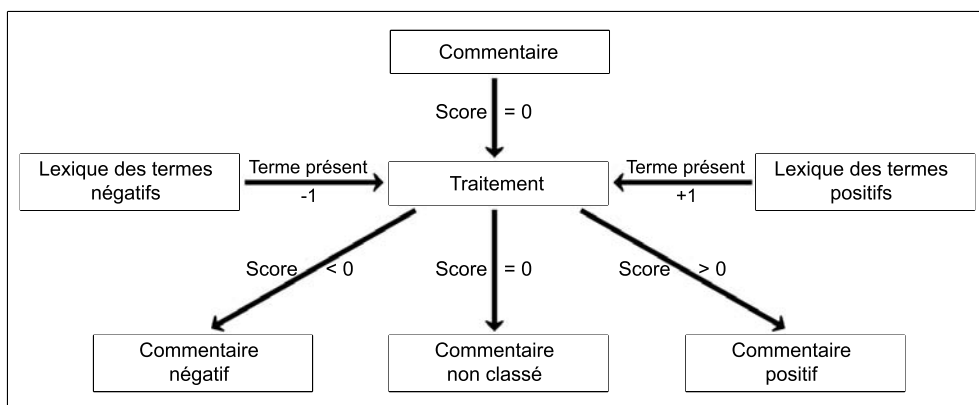 Commentaire
Score = 0
Lexique des termes
négatifs
Terme présent
-1
Traitement
Terme présent
+1
Lexique des termes
positifs
Score < 0
Score = 0
Score > 0
Commentaire
négatif
Commentaire
non classé
Commentaire
positif